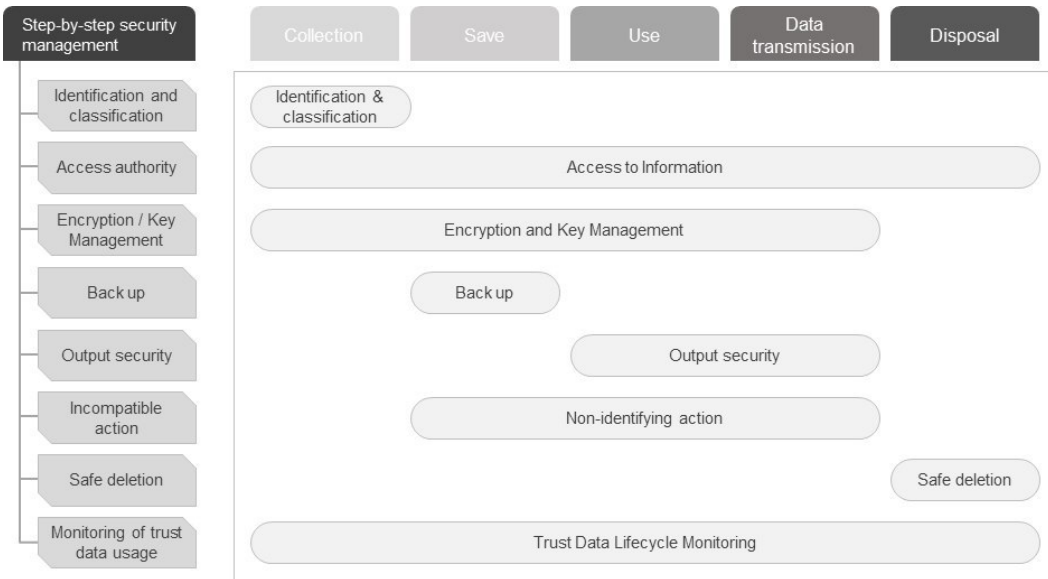 Step-by-step security
management
Collection
Save
Use
Data
transmission
Disposal
Identification and
classification
Identification &
classification
Access authority
Access to Information
Encryption / Key
Management
Encryption and Key Management
Back up
Back up
Output security
Output security
Incompatible
action
Non-identifying action
Safe deletion
Safe deletion
Monitoring of trust
data usage
Trust Data Lifecycle Monitoring